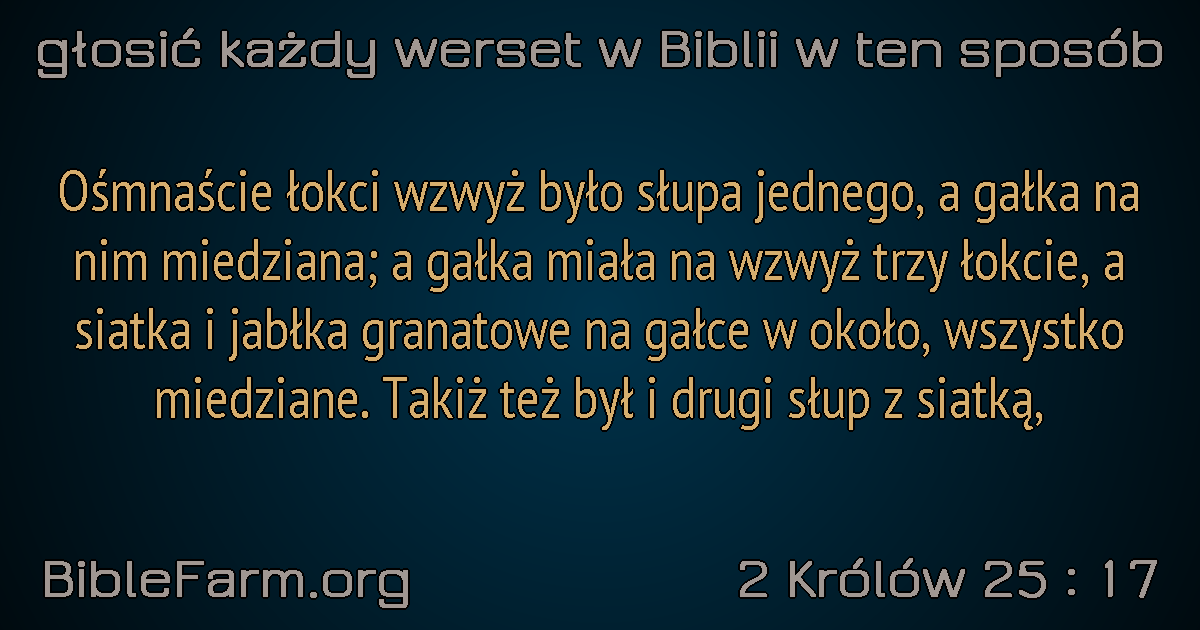 głosić każdy werset w Biblii w ten sposób
Ośmnaście łokci wzwyż było słupa jednego, a gałka na
nim miedziana; a gałka miała na wzwyż trzy łokcie, a
siatka i jabłka granatowe na gałce w około, wszystko
miedziane. Takiż też był i drugi słup z siatką,
BibleFarm.org
2 Królów 25 : 17